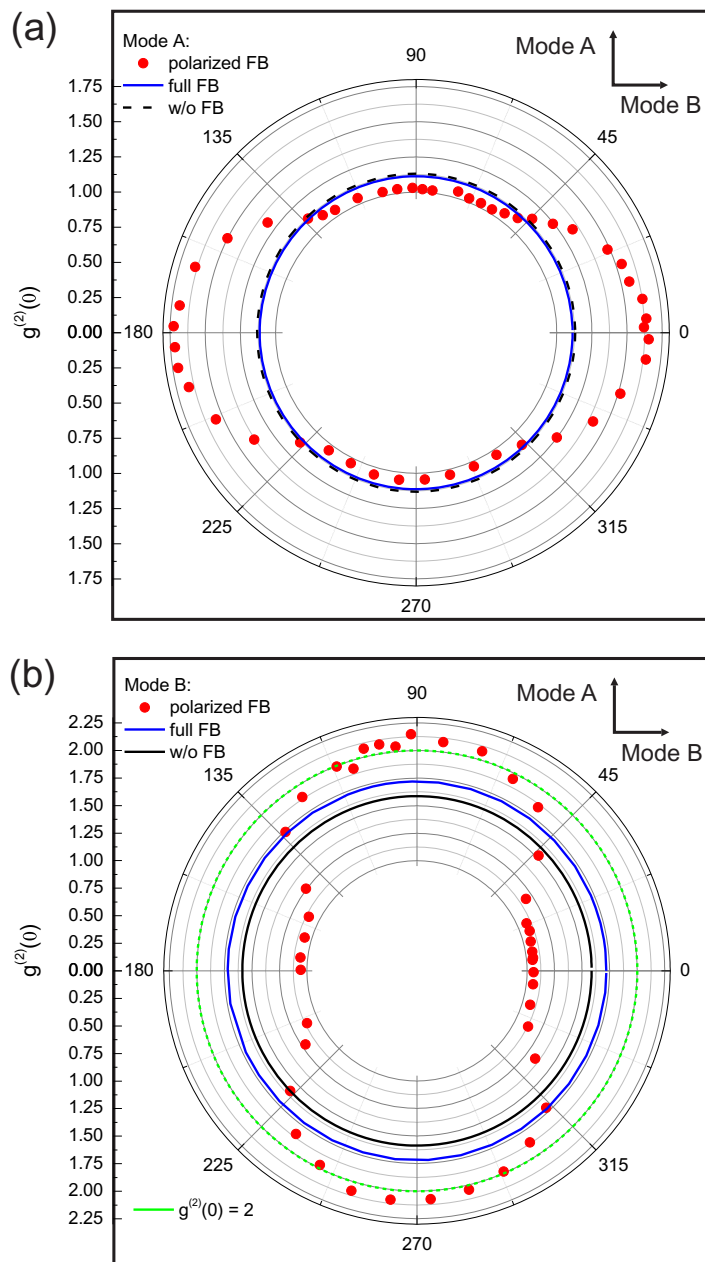 (a)
Mode A:
polarized FB
full FB
w/o FB
Mode A
Mode B
90
45
0
315
270
225
180
135
1.75
1.50
1.25
1.00
0.75
0.50
0.25
0.00
0.25
0.50
0.75
1.00
1.25
1.50
1.75
g(2)(0)
(b)
Mode B:
polarized FB
full FB
w/o FB
Mode A
Mode B
90
45
0
315
270
225
180
135
2.25
2.00
1.75
1.50
1.25
1.00
0.75
0.50
0.25
0.00
0.25
0.50
0.75
1.00
1.25
1.50
1.75
2.00
2.25
g(2)(0)
g(2)(0) = 2